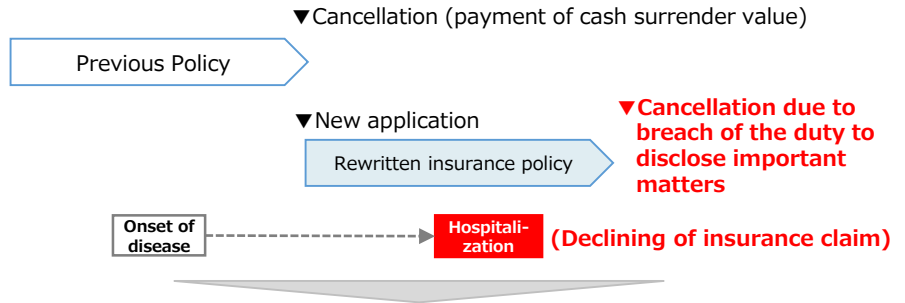 ▼Cancellation (payment of cash surrender value)
Previous Policy
▼New application
▼Cancellation due to
breach of the duty to
disclose important
matters
Rewritten insurance policy
Onset of
disease
Hospitali-
zation
(Declining of insurance claim)